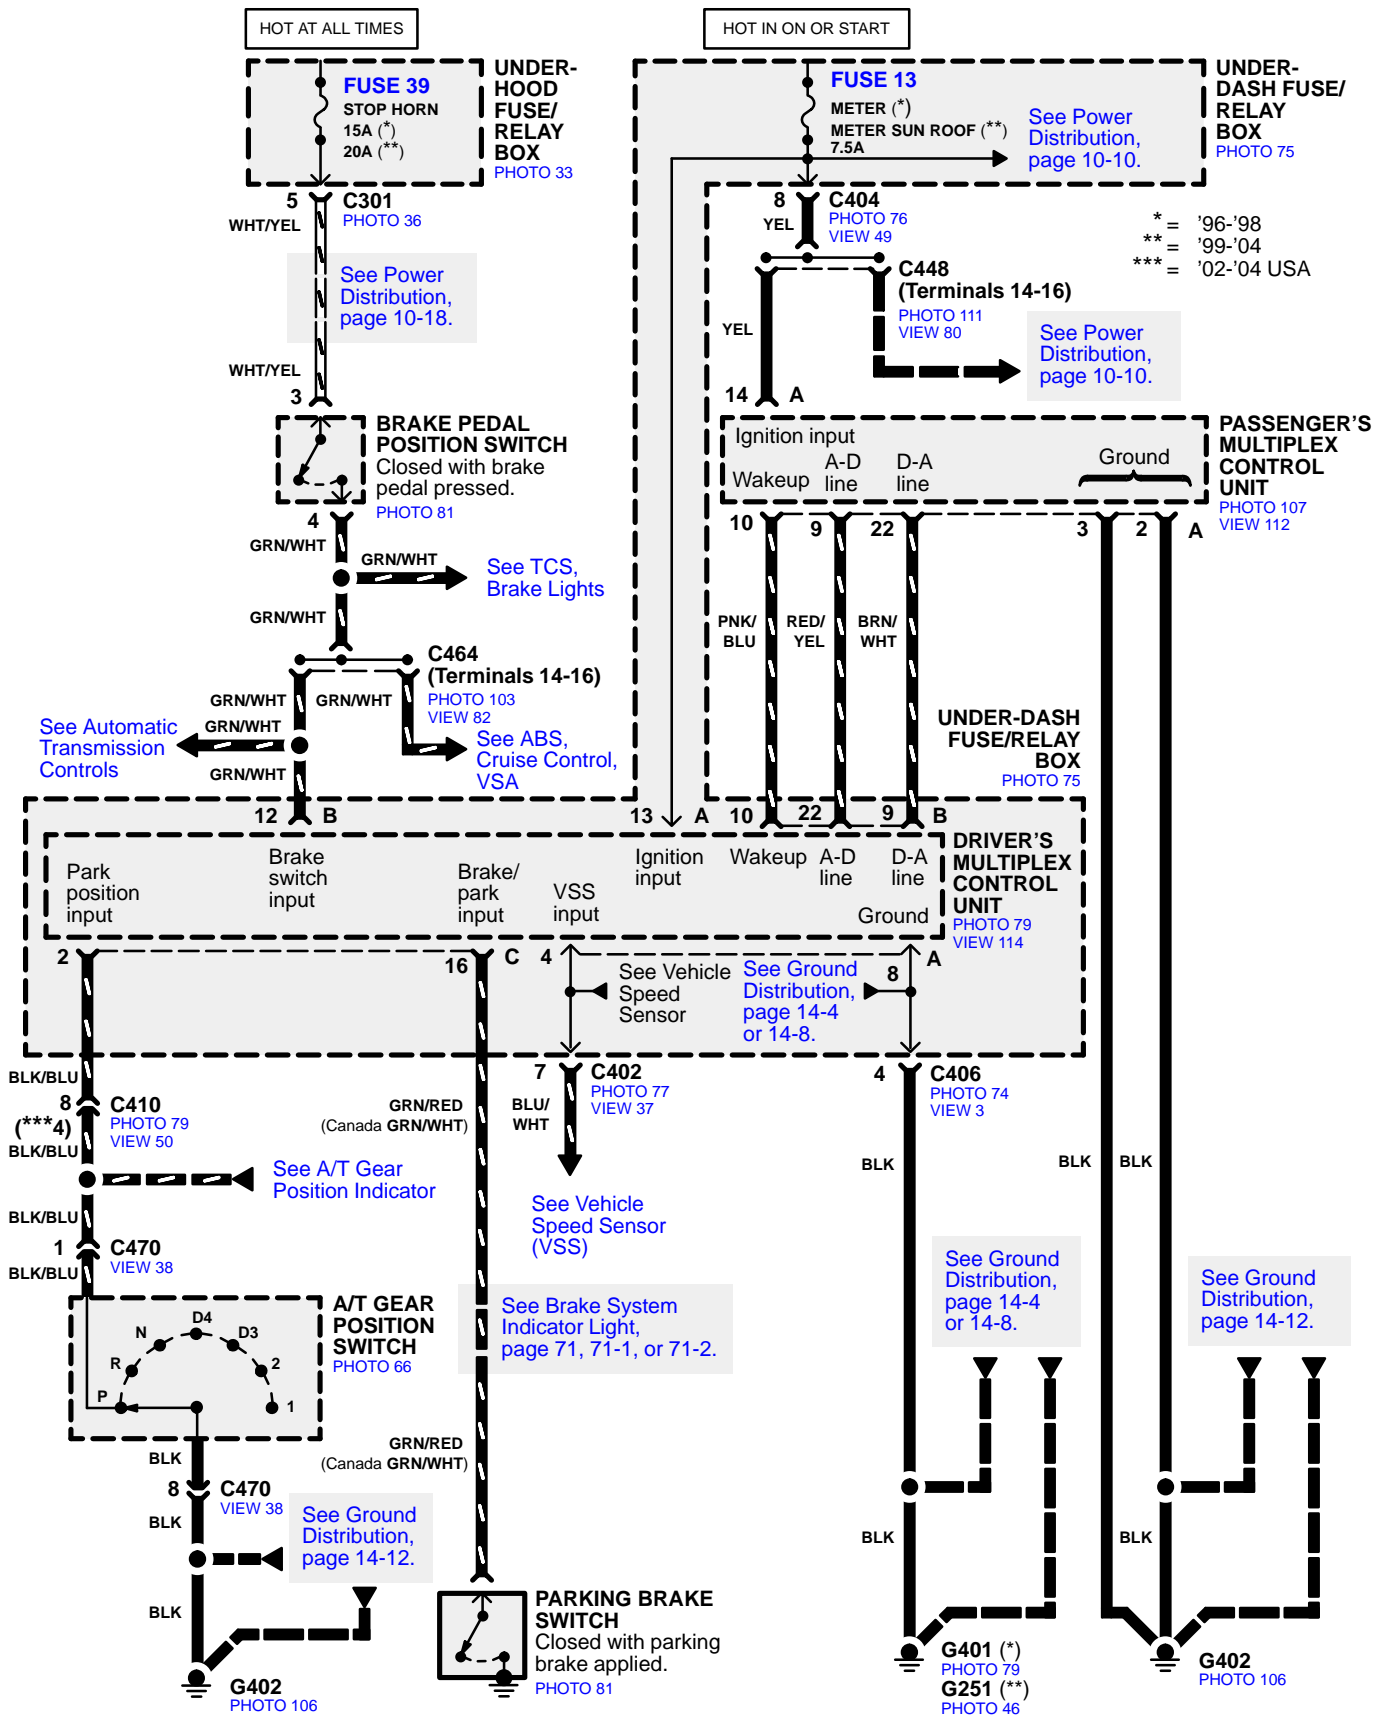 HOT AT ALL TIMES
HOT IN ON OR START
FUSE 39
STOP HORN
15A (*)
20A (**)
UNDER-
HOOD
FUSE/
RELAY
BOX
PHOTO 33
FUSE 13
METER (*)
METER SUN ROOF (**)
7.5A
See Power
Distribution,
page 10-10.
UNDER-
DASH FUSE/
RELAY
BOX
PHOTO 75
5 C301
PHOTO 36
WHT/YEL
See Power
Distribution,
page 10-18.
WHT/YEL
3
8 C404
PHOTO 76
VIEW 49
YEL
* = '96-'98
** = '99-'04
*** = '02-'04 USA
C448
(Terminals 14-16)
PHOTO 111
VIEW 80
YEL
See Power
Distribution,
page 10-10.
14 A
BRAKE PEDAL
POSITION SWITCH
Closed with brake
pedal pressed.
PHOTO 81
Ignition input
Wakeup
A-D
line
D-A
line
Ground
PASSENGER'S
MULTIPLEX
CONTROL
UNIT
PHOTO 107
VIEW 112
4
GRN/WHT
GRN/WHT
See TCS,
Brake Lights
GRN/WHT
10 9 22 3 2 A
PNK/
BLU
RED/
YEL
BRN/
WHT
C464
(Terminals 14-16)
PHOTO 103
VIEW 82
GRN/WHT GRN/WHT
GRN/WHT
See Automatic
Transmission
Controls
See ABS,
Cruise Control,
VSA
GRN/WHT
UNDER-DASH
FUSE/RELAY
BOX
PHOTO 75
12 B 13 A 10 22 9 B
Park
position
input
Brake
switch
input
Brake/
park
input
VSS
input
Ignition
input
Wakeup
A-D
line
D-A
line
Ground
DRIVER'S
MULTIPLEX
CONTROL
UNIT
PHOTO 79
VIEW 114
2 16 C 4 8 A
See Vehicle
Speed
Sensor
See Ground
Distribution,
page 14-4
or 14-8.
BLK/BLU
8
(***4)
C410
PHOTO 79
VIEW 50
BLK/BLU
GRN/RED
(Canada GRN/WHT)
7 C402
PHOTO 77
VIEW 37
BLU/
WHT
4 C406
PHOTO 74
VIEW 3
BLK BLK BLK
See A/T Gear
Position Indicator
See Vehicle
Speed Sensor
(VSS)
BLK/BLU
1 C470
VIEW 38
BLK/BLU
See Ground
Distribution,
page 14-4
or 14-8.
See Ground
Distribution,
page 14-12.
A/T GEAR
POSITION
SWITCH
PHOTO 66
P R N D4 D3 2 1
See Brake System
Indicator Light,
page 71, 71-1, or 71-2.
GRN/RED
(Canada GRN/WHT)
BLK
8 C470
VIEW 38
BLK
See Ground
Distribution,
page 14-12.
BLK BLK
BLK
PARKING BRAKE
SWITCH
Closed with parking
brake applied.
PHOTO 81
G402
PHOTO 106
G401 (*)
PHOTO 79
G251 (**)
PHOTO 46
G402
PHOTO 106